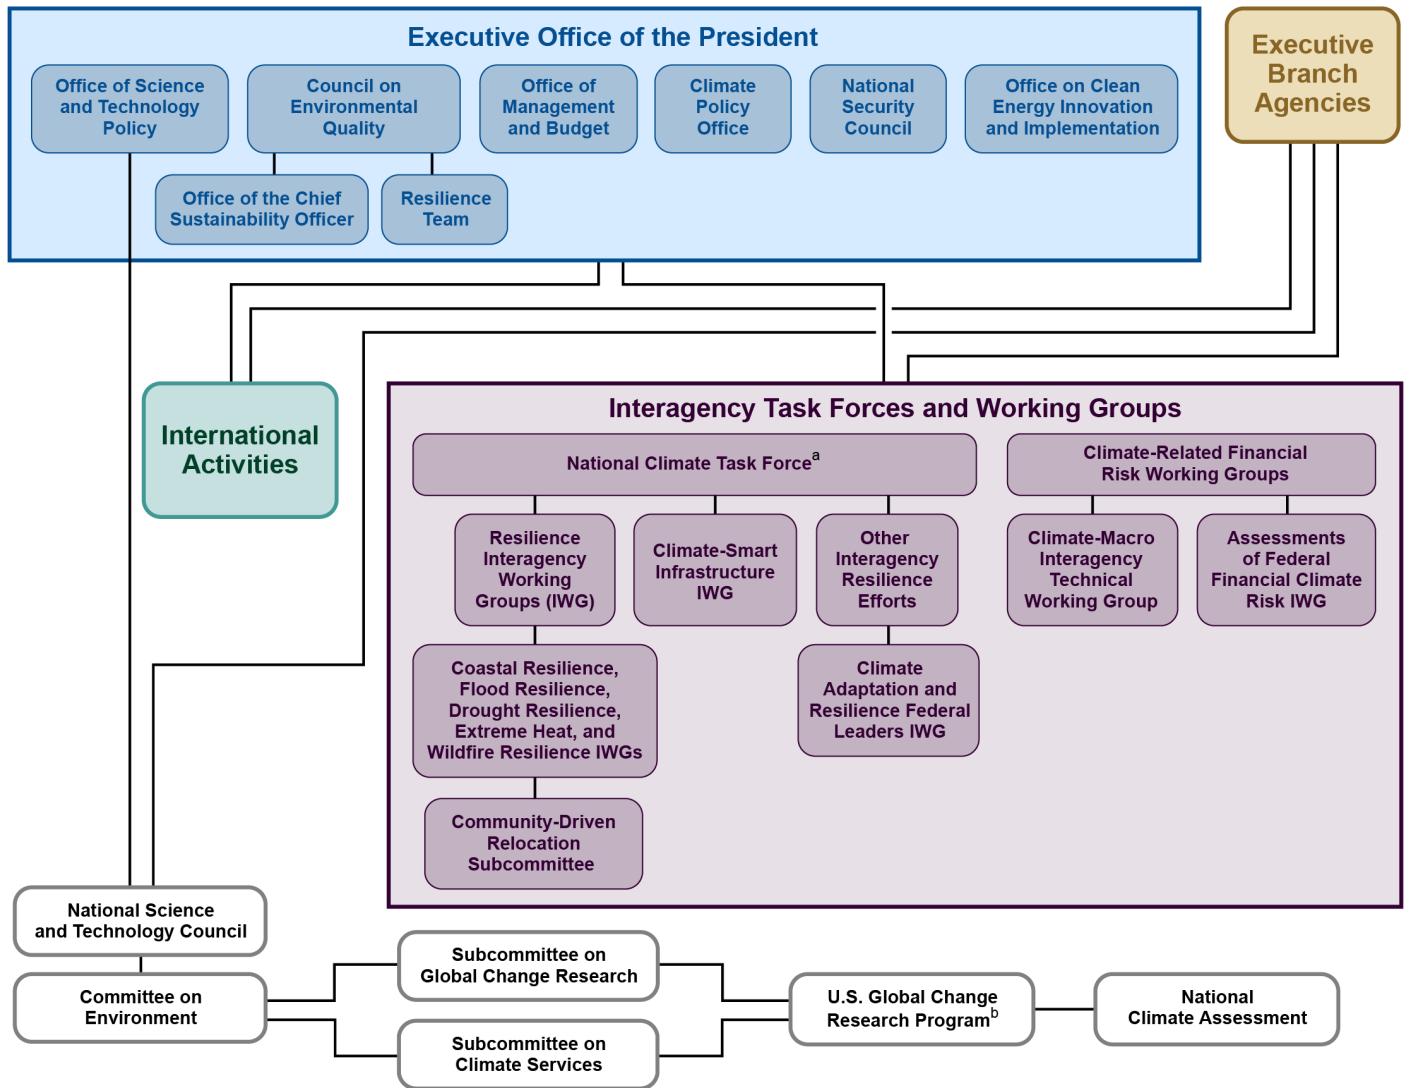 Executive Office of the President
Office of Science
and Technology
Policy
Council on
Environmental
Quality
Office of
Management
and Budget
Climate
Policy
Office
National
Security
Council
Office on Clean
Energy Innovation
and Implementation
Executive
Branch
Agencies
Office of the Chief
Sustainability Officer
Resilience
Team
International
Activities
Interagency Task Forces and Working Groups
National Climate Task Forceª
Climate-Related Financial
Risk Working Groups
Resilience
Interagency
Working
Groups (IWG)
Climate-Smart
Infrastructure
IWG
Other
Interagency
Resilience
Efforts
Climate-Macro
Interagency
Technical
Working Group
Assessments
of Federal
Financial Climate
Risk IWG
Coastal Resilience,
Flood Resilience,
Drought Resilience,
Extreme Heat, and
Wildfire Resilience IWGs
Climate
Adaptation and
Resilience Federal
Leaders IWG
Community-Driven
Relocation
Subcommittee
National Science
and Technology Council
Committee on
Environment
Subcommittee on
Global Change Research
Subcommittee on
Climate Services
U.S. Global Change
Research Programᵇ
National
Climate Assessment